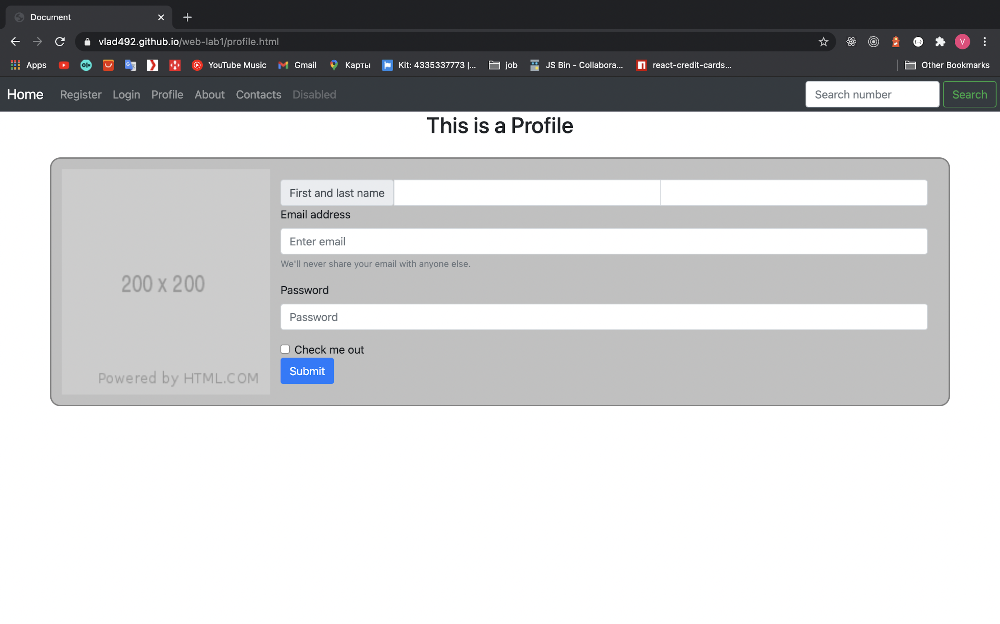 Document
vlad492.github.io/web-lab1/profile.html
V
Apps YouTube Music Gmail Карты Kit: 4335337773 |... job JS Bin - Collabora... react-credit-cards... Other Bookmarks
Home Register Login Profile About Contacts Disabled Search number Search
This is a Profile
First and last name
Email address
Enter email
We'll never share your email with anyone else.
200 x 200
Password
Password
Check me out
Submit
Powered by HTML.COM